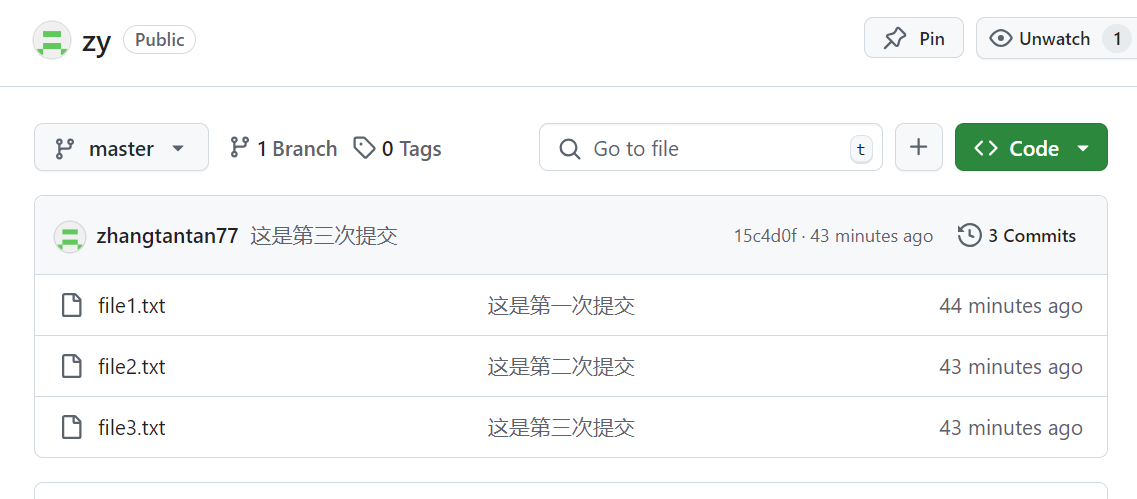 zy Public Pin Unwatch 1
master 1 Branch 0 Tags Go to file t + Code
zhangtantan77 这是第三次提交 15c4d0f · 43 minutes ago 3 Commits
file1.txt 这是第一次提交 44 minutes ago
file2.txt 这是第二次提交 43 minutes ago
file3.txt 这是第三次提交 43 minutes ago